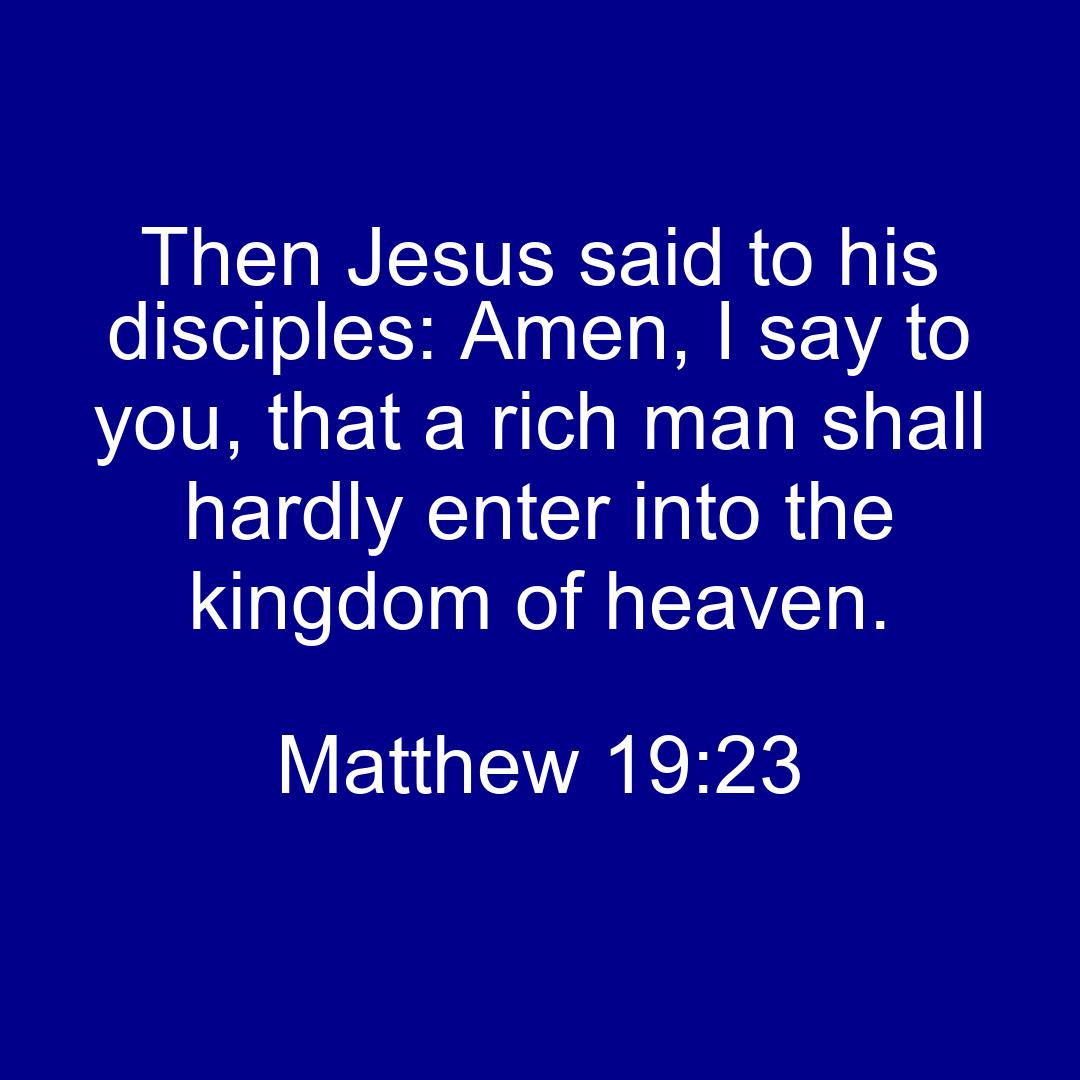 Then Jesus said to his
disciples: Amen, I say to
you, that a rich man shall
hardly enter into the
kingdom of heaven.
Matthew 19:23